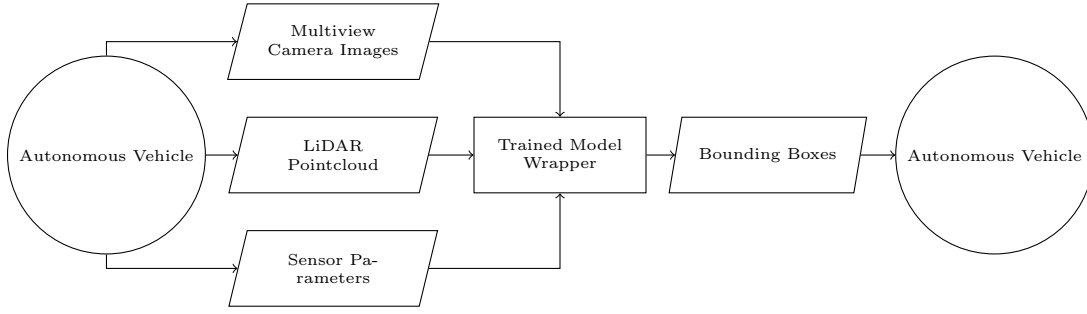 Multiview
Camera Images
Autonomous Vehicle
LiDAR
Pointcloud
Trained Model
Wrapper
Bounding Boxes
Autonomous Vehicle
Sensor Pa-
rameters